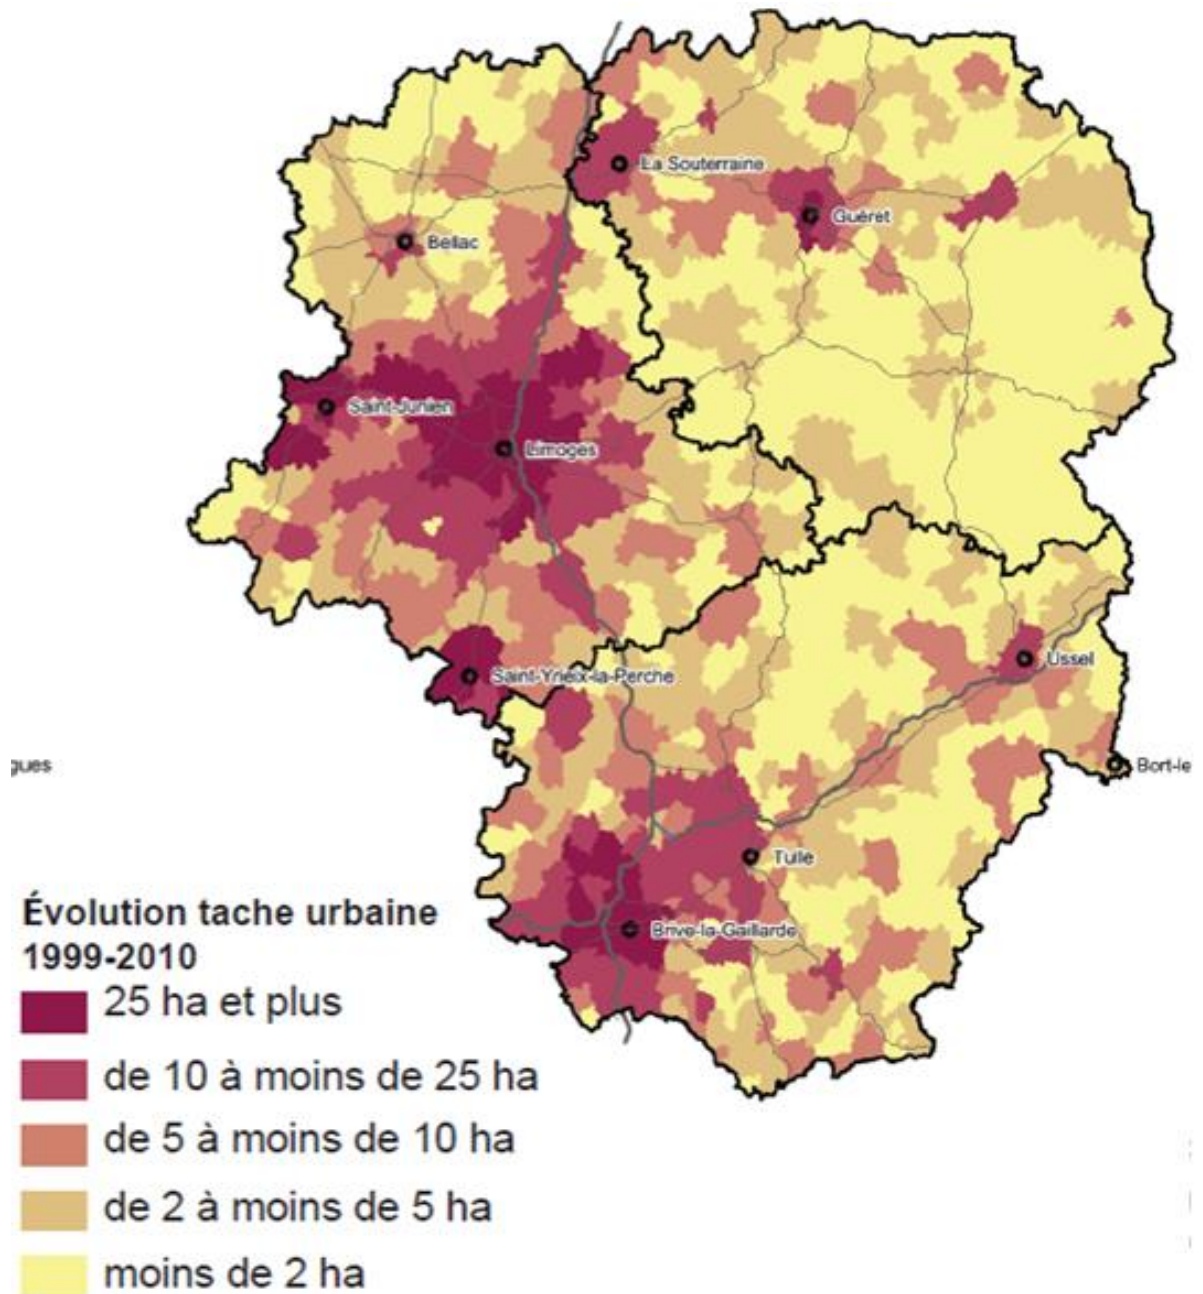 La Souterraine
Guéret
Bellac
Saint-Junien
Limoges
Ussel
Saint-Yrieix-la-Perche
gues
Bort-le
Tulle
Brive-la-Gaillarde
Évolution tache urbaine
1999-2010
25 ha et plus
de 10 à moins de 25 ha
de 5 à moins de 10 ha
de 2 à moins de 5 ha
moins de 2 ha